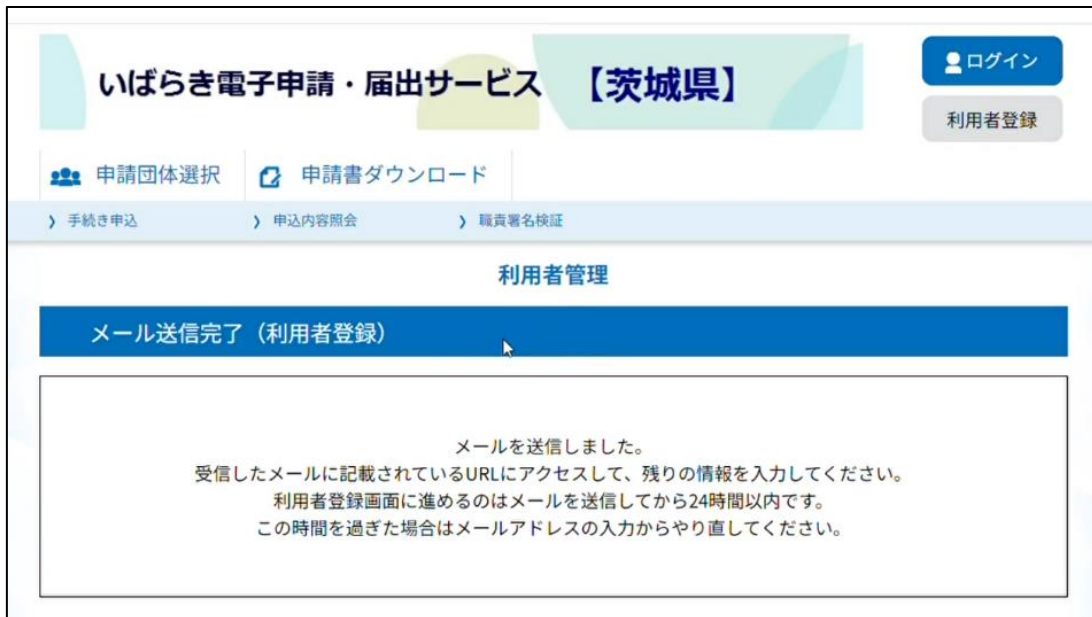 いばらき電子申請・届出サービス 【茨城県】
ログイン
利用者登録
申請団体選択 申請書ダウンロード
手続き申込 申込内容照会 職責署名検証
利用者管理
メール送信完了（利用者登録）
メールを送信しました。
受信したメールに記載されているURLにアクセスして、残りの情報を入力してください。
利用者登録画面に進めるのはメールを送信してから24時間以内です。
この時間を過ぎた場合はメールアドレスの入力からやり直してください。